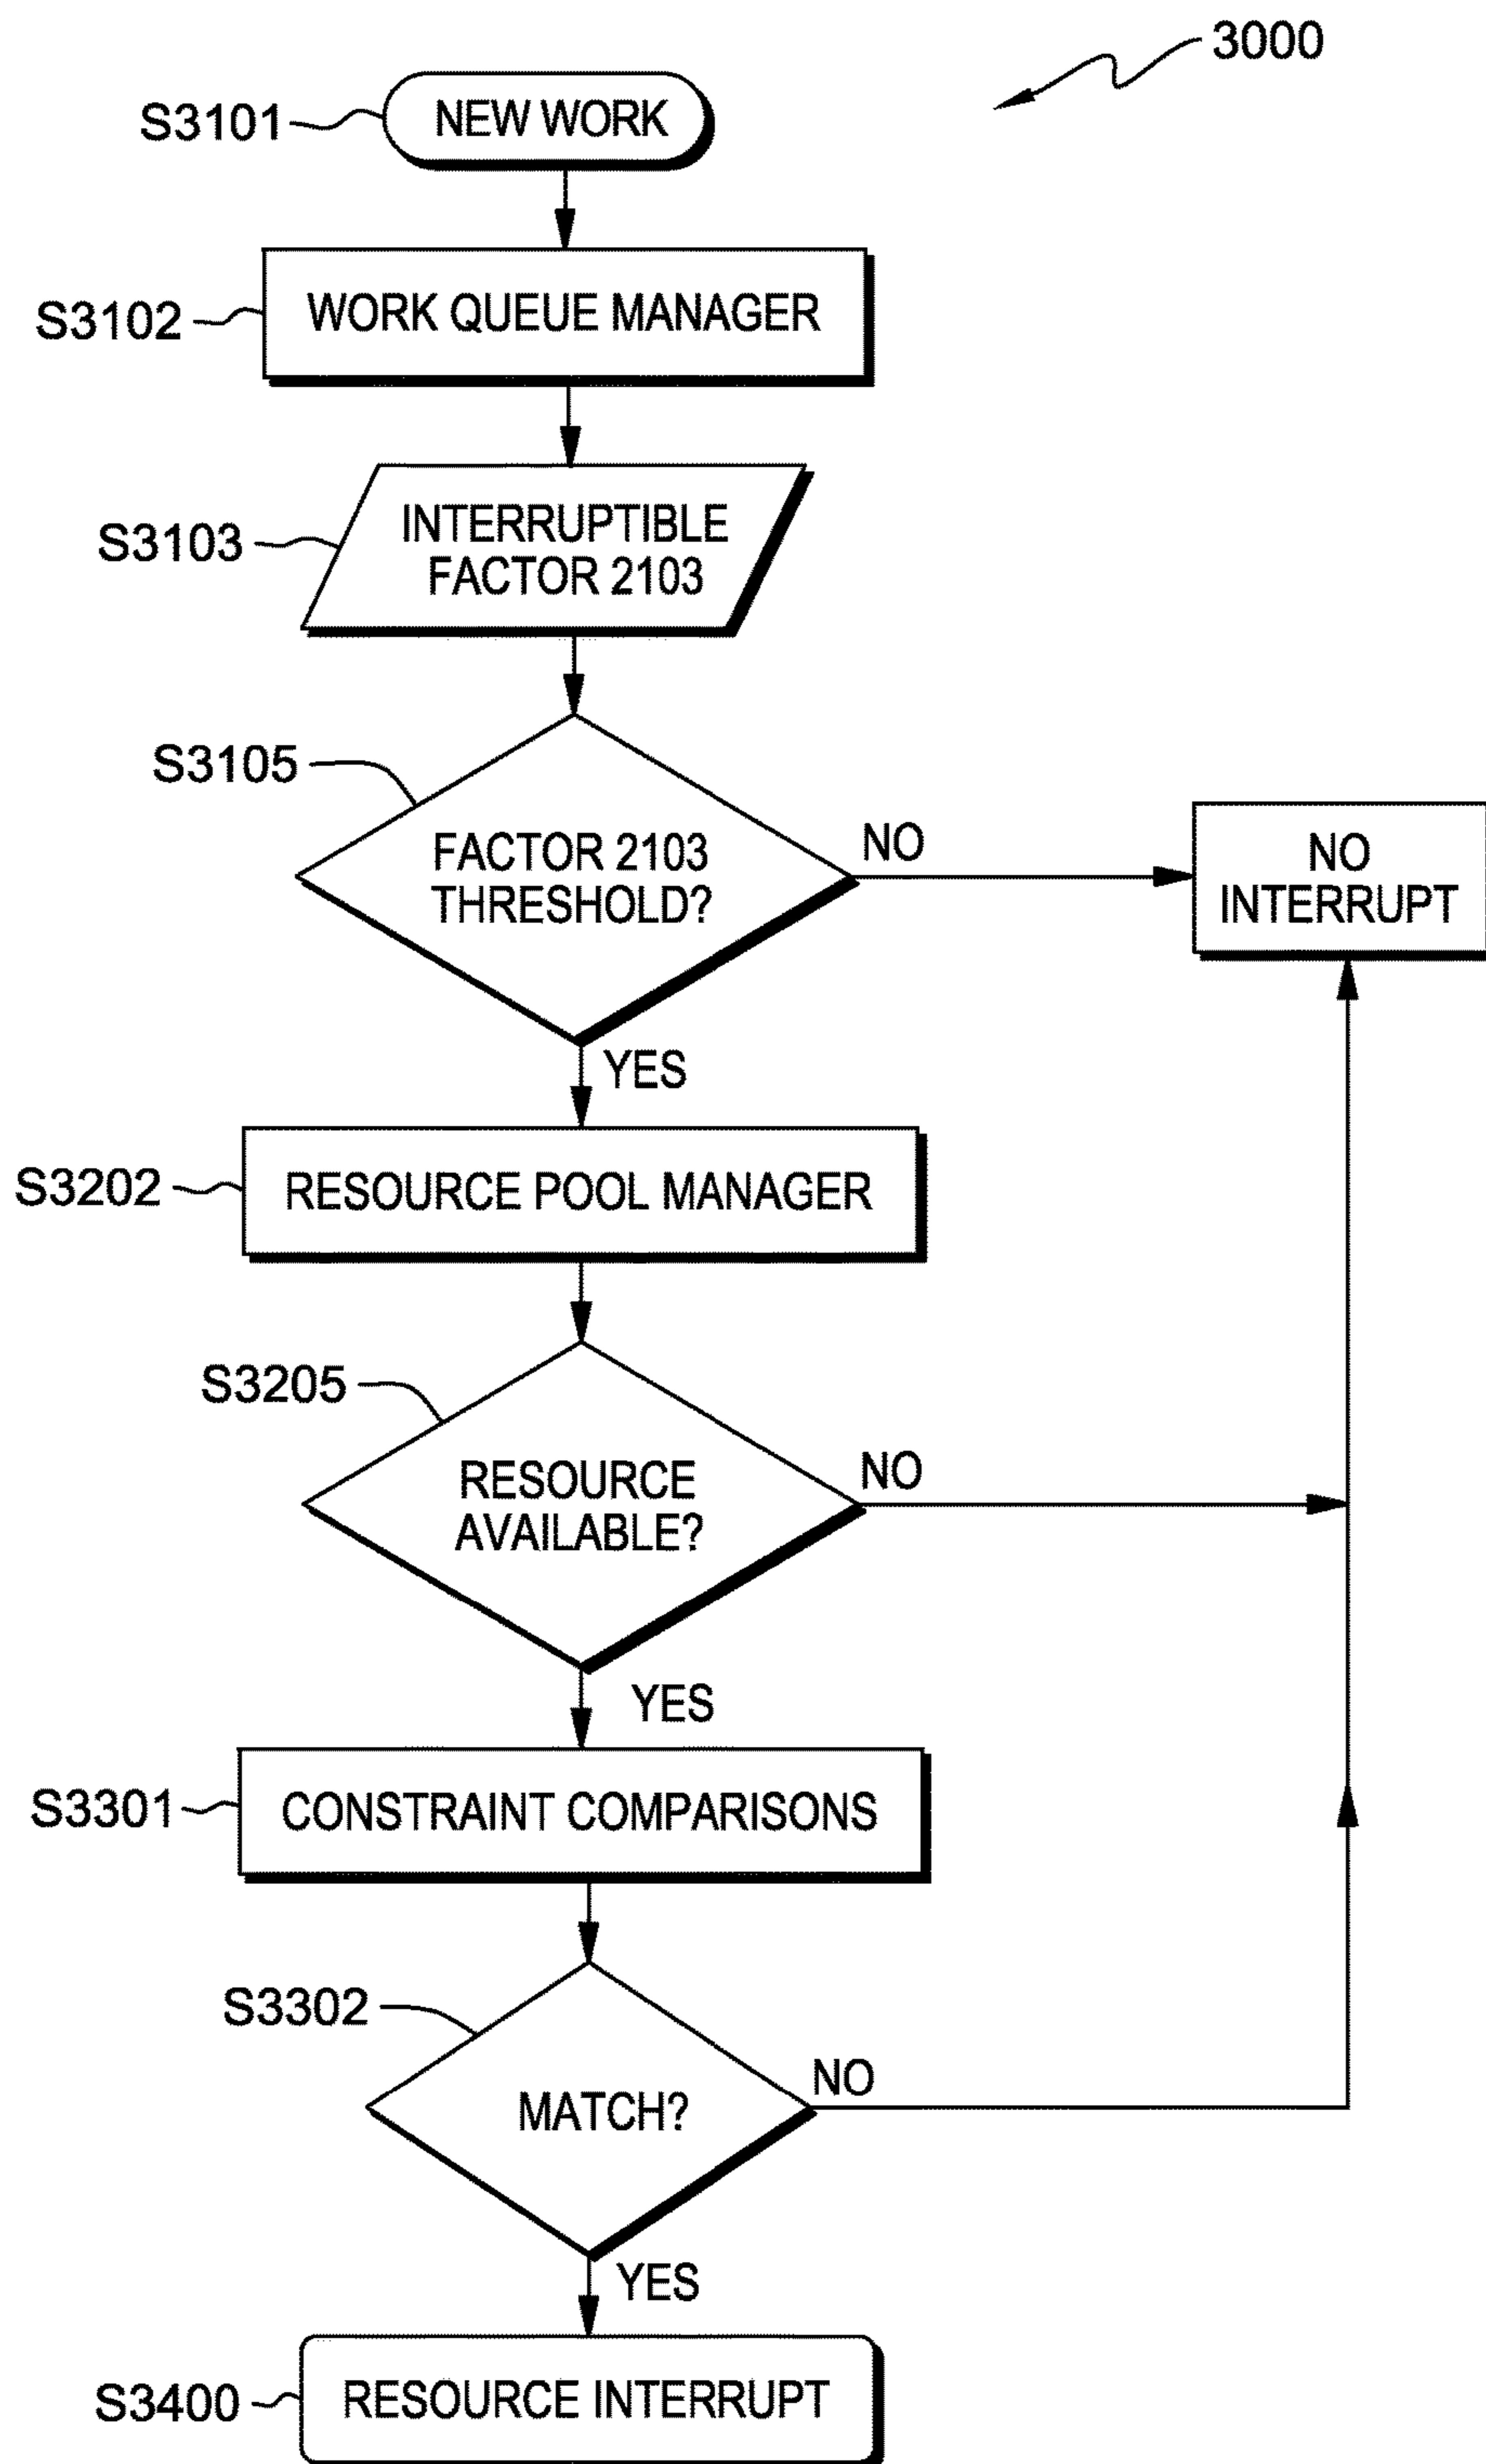 3000
S3101
NEW WORK
S3102
WORK QUEUE MANAGER
S3103
INTERRUPTIBLE
FACTOR 2103
S3105
FACTOR 2103
THRESHOLD?
NO
NO
INTERRUPT
YES
S3202
RESOURCE POOL MANAGER
S3205
RESOURCE
AVAILABLE?
NO
YES
S3301
CONSTRAINT COMPARISONS
S3302
MATCH?
NO
YES
S3400
RESOURCE INTERRUPT